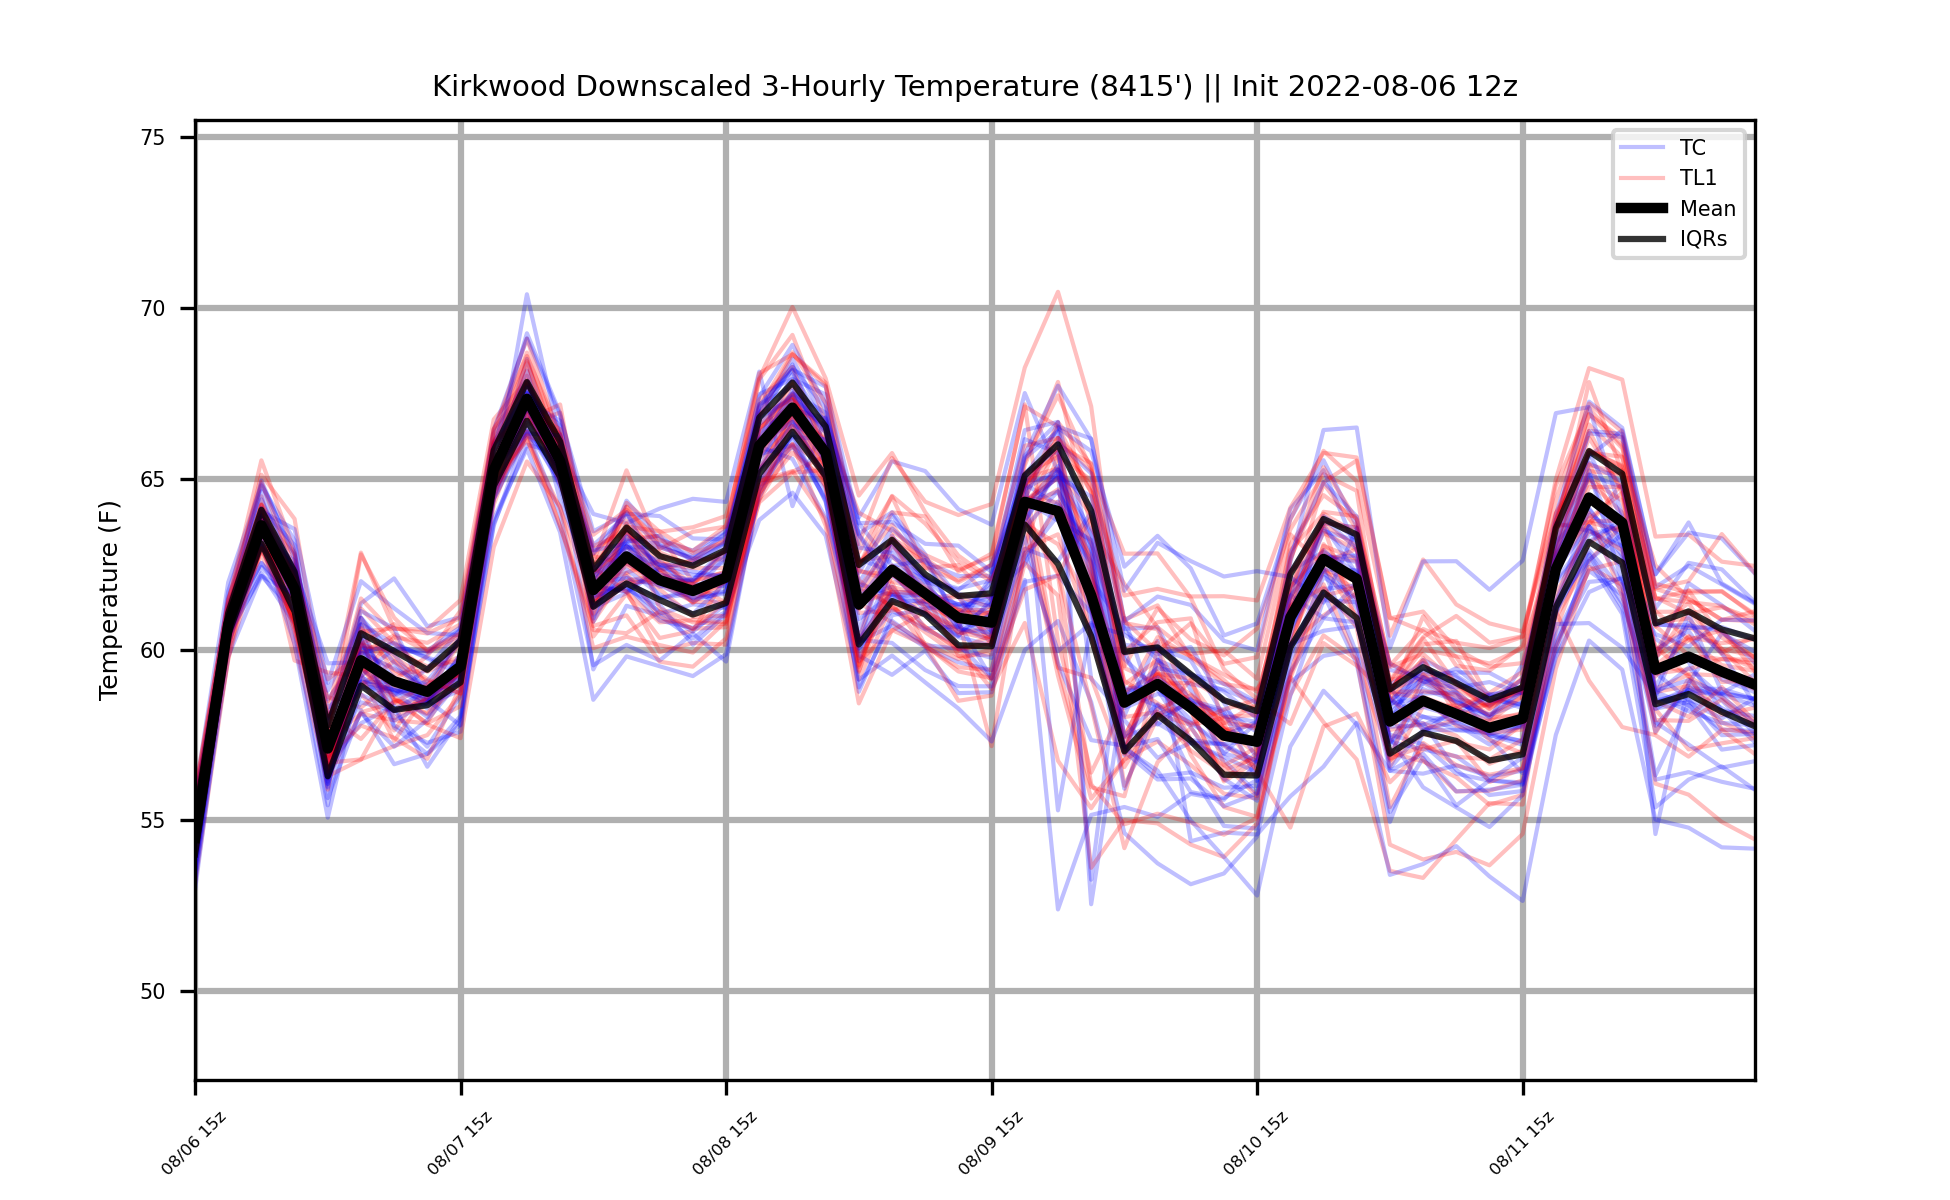 Kirkwood Downscaled 3-Hourly Temperature (8415') || Init 2022-08-06 12z
TC
TL1
Mean
IQRs
Temperature (F)
75
70
65
60
55
50
08/06 15z
08/07 15z
08/08 15z
08/09 15z
08/10 15z
08/11 15z